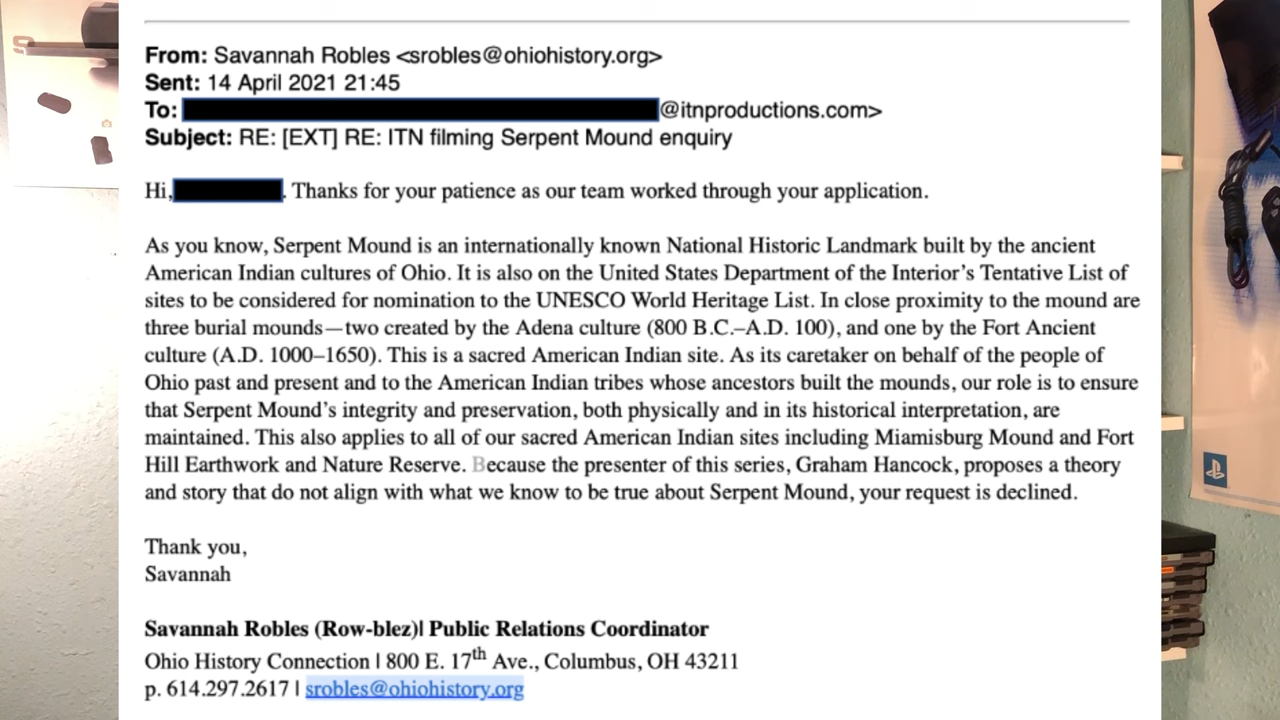 From: Savannah Robles <srobles@ohiohistory.org>
Sent: 14 April 2021 21:45
To: @itnproductions.com>
Subject: RE: [EXT] RE: ITN filming Serpent Mound enquiry
Hi, . Thanks for your patience as our team worked through your application.
As you know, Serpent Mound is an internationally known National Historic Landmark built by the ancient
American Indian cultures of Ohio. It is also on the United States Department of the Interior’s Tentative List of
sites to be considered for nomination to the UNESCO World Heritage List. In close proximity to the mound are
three burial mounds—two created by the Adena culture (800 B.C.–A.D. 100), and one by the Fort Ancient
culture (A.D. 1000–1650). This is a sacred American Indian site. As its caretaker on behalf of the people of
Ohio past and present and to the American Indian tribes whose ancestors built the mounds, our role is to ensure
that Serpent Mound’s integrity and preservation, both physically and in its historical interpretation, are
maintained. This also applies to all of our sacred American Indian sites including Miamisburg Mound and Fort
Hill Earthwork and Nature Reserve. Because the presenter of this series, Graham Hancock, proposes a theory
and story that do not align with what we know to be true about Serpent Mound, your request is declined.
Thank you,
Savannah
Savannah Robles (Row-blez)| Public Relations Coordinator
Ohio History Connection | 800 E. 17th Ave., Columbus, OH 43211
p. 614.297.2617 | srobles@ohiohistory.org